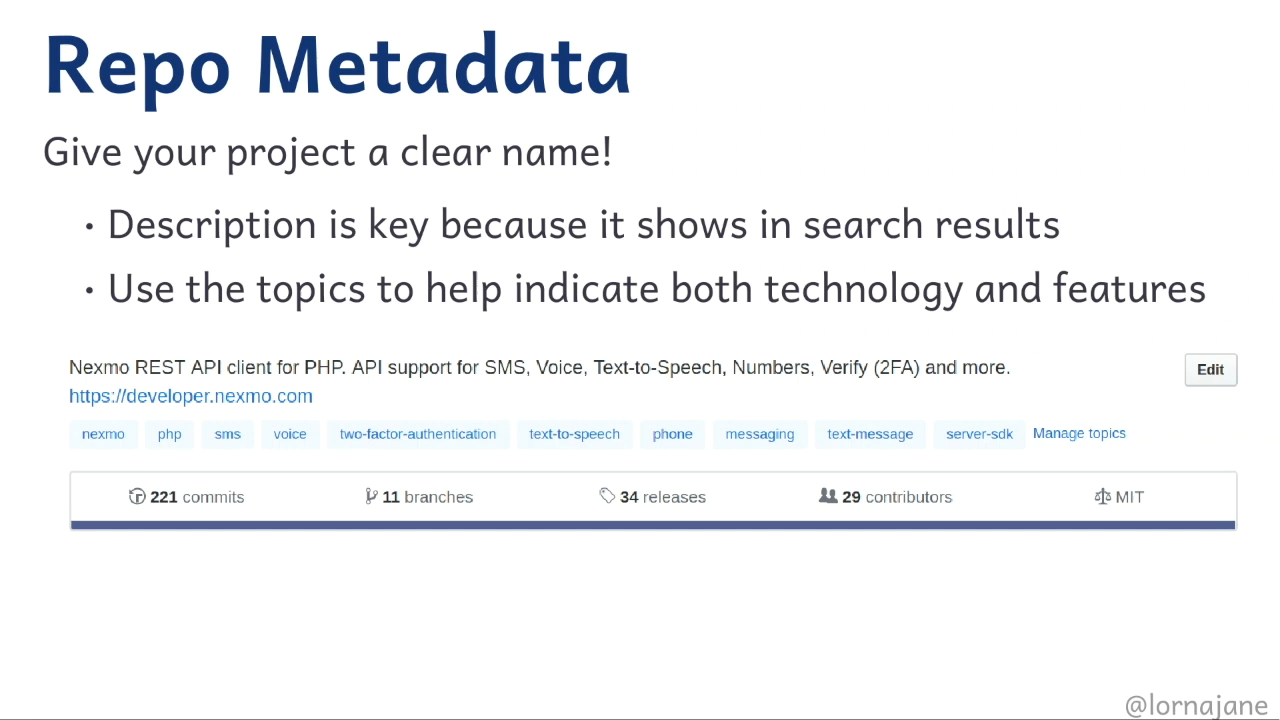 Repo Metadata
Give your project a clear name!
• Description is key because it shows in search results
• Use the topics to help indicate both technology and features
Nexmo REST API client for PHP. API support for SMS, Voice, Text-to-Speech, Numbers, Verify (2FA) and more. Edit
https://developer.nexmo.com
nexmo php sms voice two-factor-authentication text-to-speech phone messaging text-message server-sdk Manage topics
221 commits 11 branches 34 releases 29 contributors MIT
@lornajane